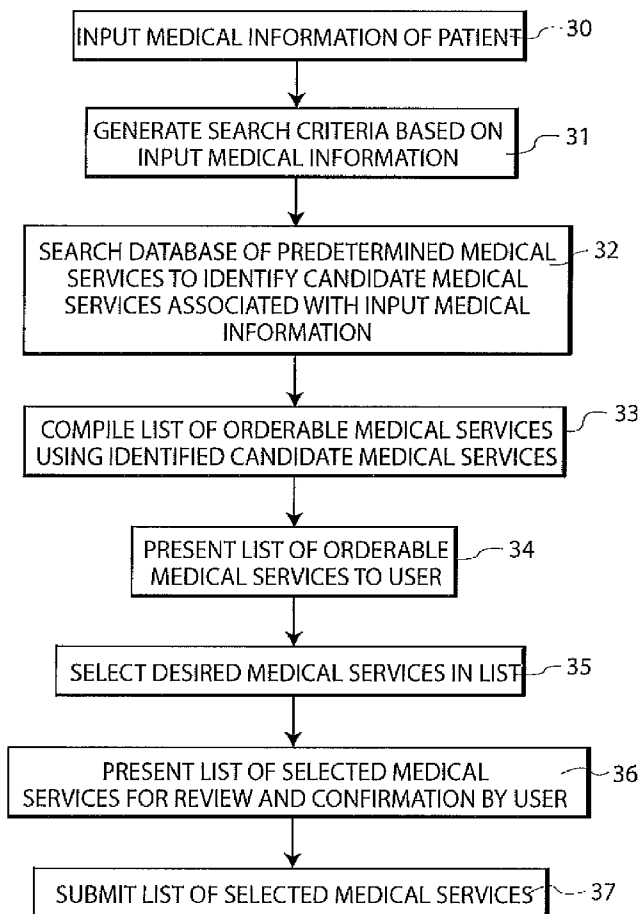 INPUT MEDICAL INFORMATION OF PATIENT
30
GENERATE SEARCH CRITERIA BASED ON
INPUT MEDICAL INFORMATION
31
SEARCH DATABASE OF PREDETERMINED MEDICAL
SERVICES TO IDENTIFY CANDIDATE MEDICAL
SERVICES ASSOCIATED WITH INPUT MEDICAL
INFORMATION
32
COMPILE LIST OF ORDERABLE MEDICAL SERVICES
USING IDENTIFIED CANDIDATE MEDICAL SERVICES
33
PRESENT LIST OF ORDERABLE
MEDICAL SERVICES TO USER
34
SELECT DESIRED MEDICAL SERVICES IN LIST
35
PRESENT LIST OF SELECTED MEDICAL
SERVICES FOR REVIEW AND CONFIRMATION BY USER
36
SUBMIT LIST OF SELECTED MEDICAL SERVICES
37